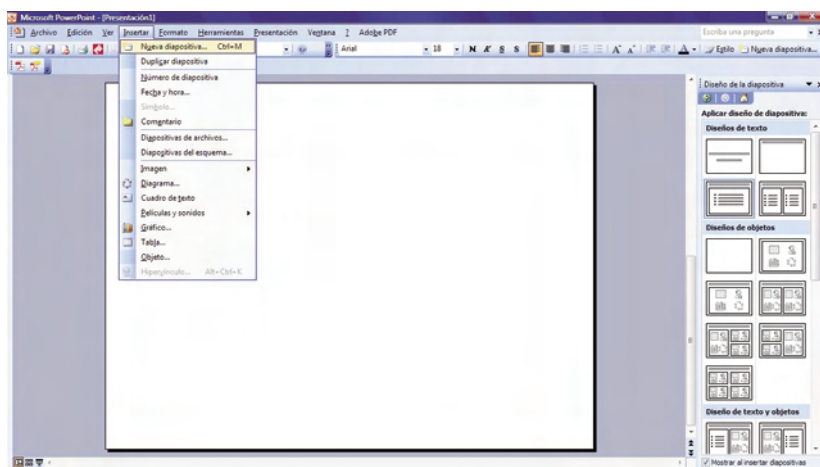 Microsoft PowerPoint - [Presentación1]
Archivo Edición Ver Insertar Formato Herramientas Presentación Ventana ? Adobe PDF
Escriba una pregunta
Arial 18 N K S S
Estilo Nueva diapositiva...
Nueva diapositiva... Ctrl+M
Duplicar diapositiva
Número de diapositiva
Fecha y hora...
Símbolo...
Comentario
Diapositivas de archivos...
Diapositivas del esquema...
Imagen
Diagrama...
Cuadro de texto
Películas y sonidos
Gráfico...
Tabla...
Objeto...
Hipervínculo... Alt+Ctrl+K
Diseño de la diapositiva
Aplicar diseño de diapositiva:
Diseños de texto
Diseños de objetos
Diseño de texto y objetos
Mostrar al insertar diapositivas